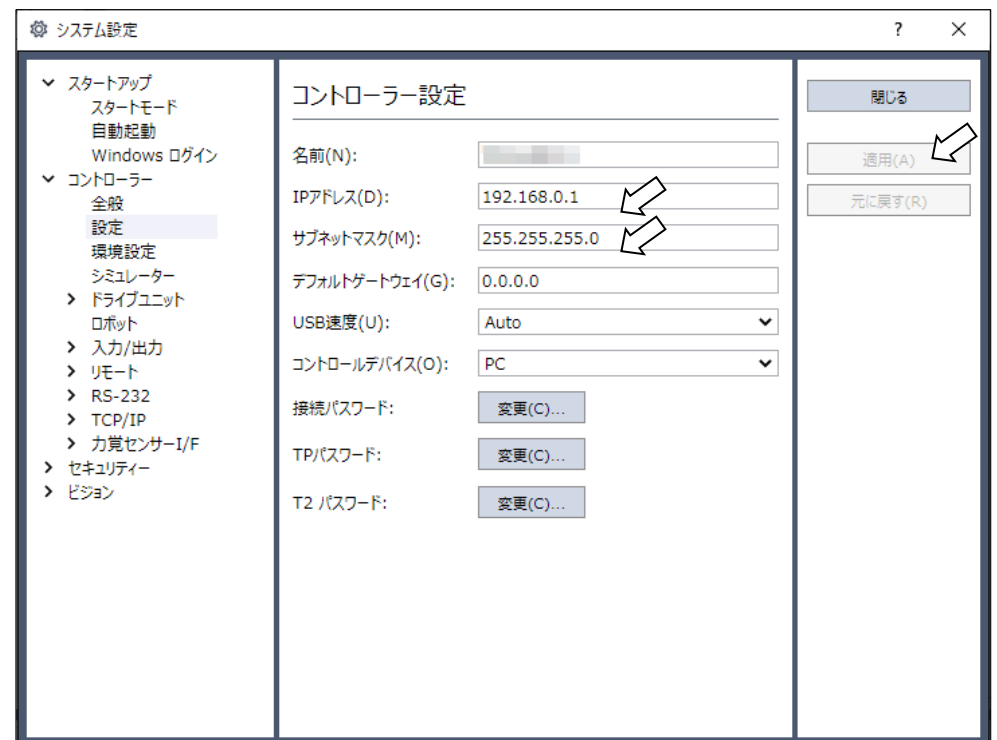 システム設定
?
スタートアップ
スタートモード
自動起動
Windows ログイン
コントローラー
全般
設定
環境設定
シミュレーター
ドライブユニット
ロボット
入力/出力
リモート
RS-232
TCP/IP
力覚センサーI/F
セキュリティー
ビジョン
コントローラー設定
名前(N):
IPアドレス(D): 192.168.0.1
サブネットマスク(M): 255.255.255.0
デフォルトゲートウェイ(G): 0.0.0.0
USB速度(U): Auto
コントロールデバイス(O): PC
接続パスワード: 変更(C)...
TPパスワード: 変更(C)...
T2 パスワード: 変更(C)...
閉じる
適用(A)
元に戻す(R)